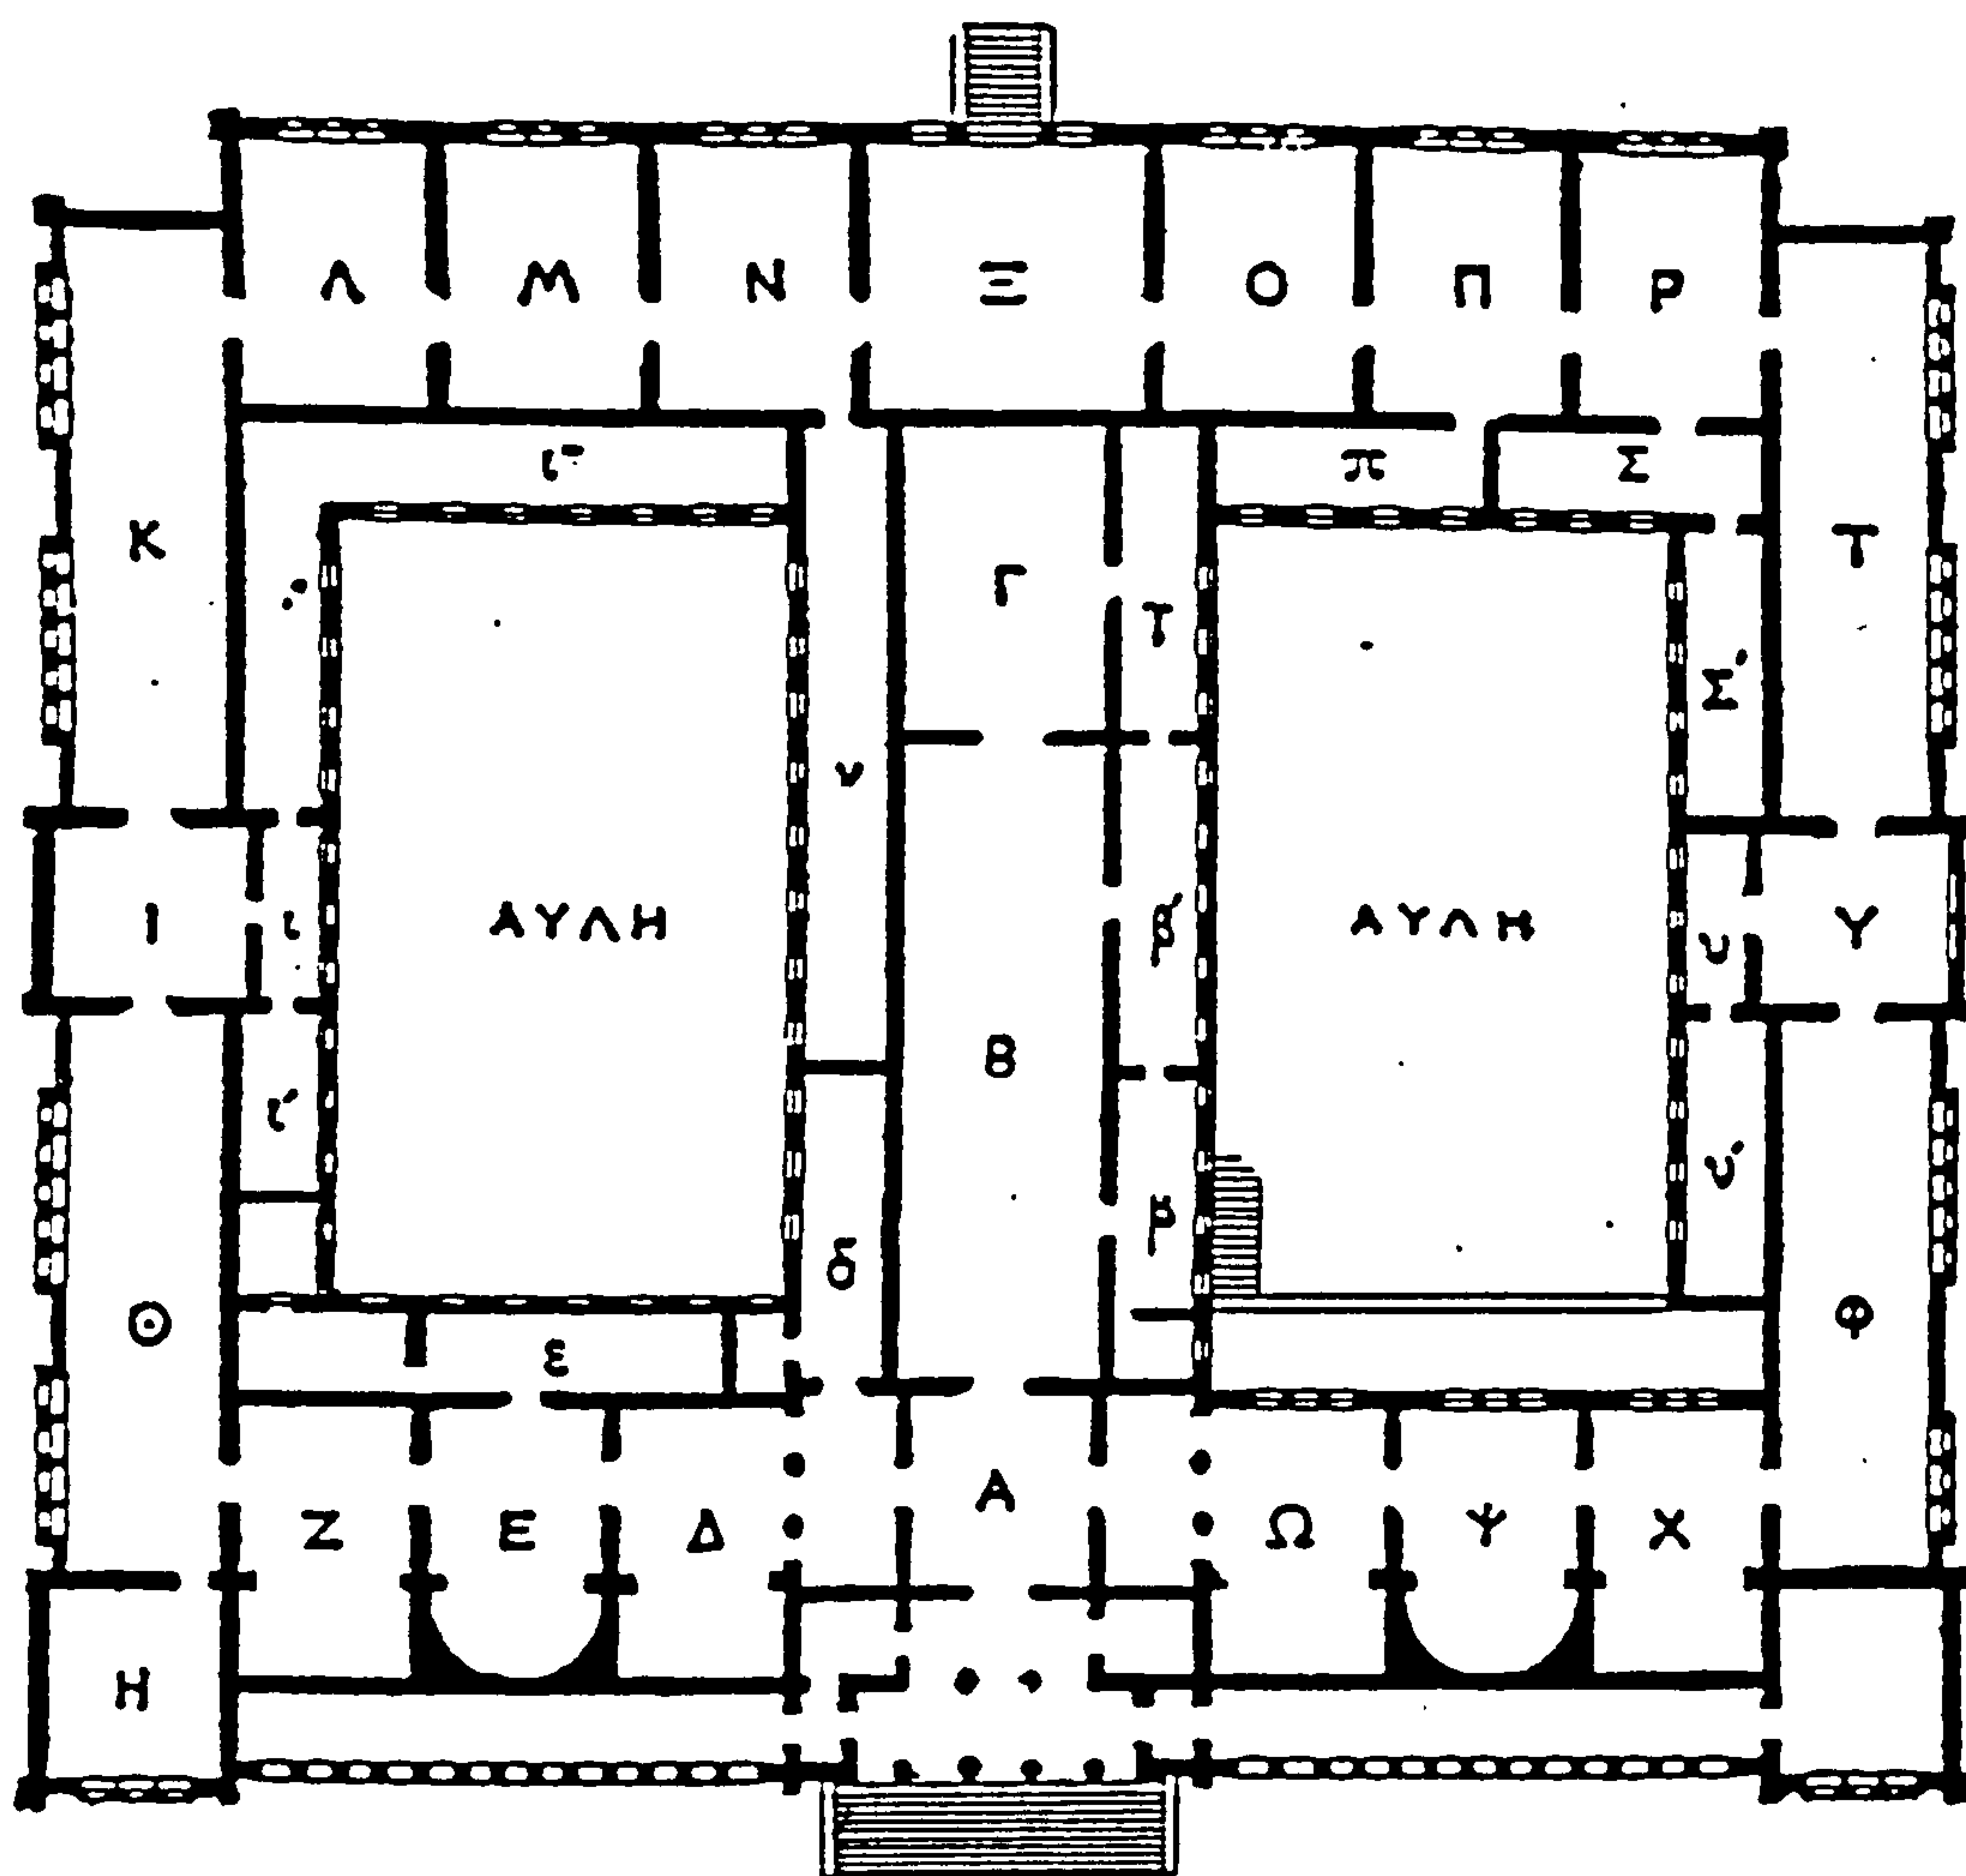 Λ Μ Ν Ξ Ο Π Ρ
π Σ
Κ Γ Τ Τ
Σ'
ν
Ι ι ΑΥΛΗ β' ΑΥΛΗ υ Υ
Β
ι' υ'
β
δ
Θ ε Φ
Α
Ζ Ε Δ Ω Ψ Χ
Η